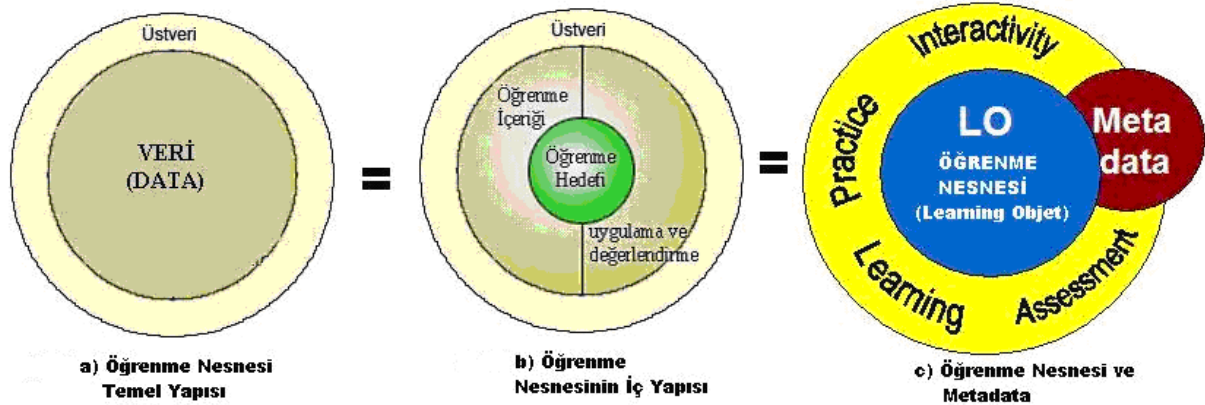 Üstveri
VERİ
(DATA)
a) Öğrenme Nesnesi
Temel Yapısı
=
Üstveri
Öğrenme
İçeriği
Öğrenme
Hedefi
uygulama ve
değerlendirme
b) Öğrenme
Nesnesinin İç Yapısı
=
Interactivity
Practice
Learning
Assessment
LO
ÖĞRENME
NESNESİ
(Learning Objet)
Meta
data
c) Öğrenme Nesnesi ve
Metadata